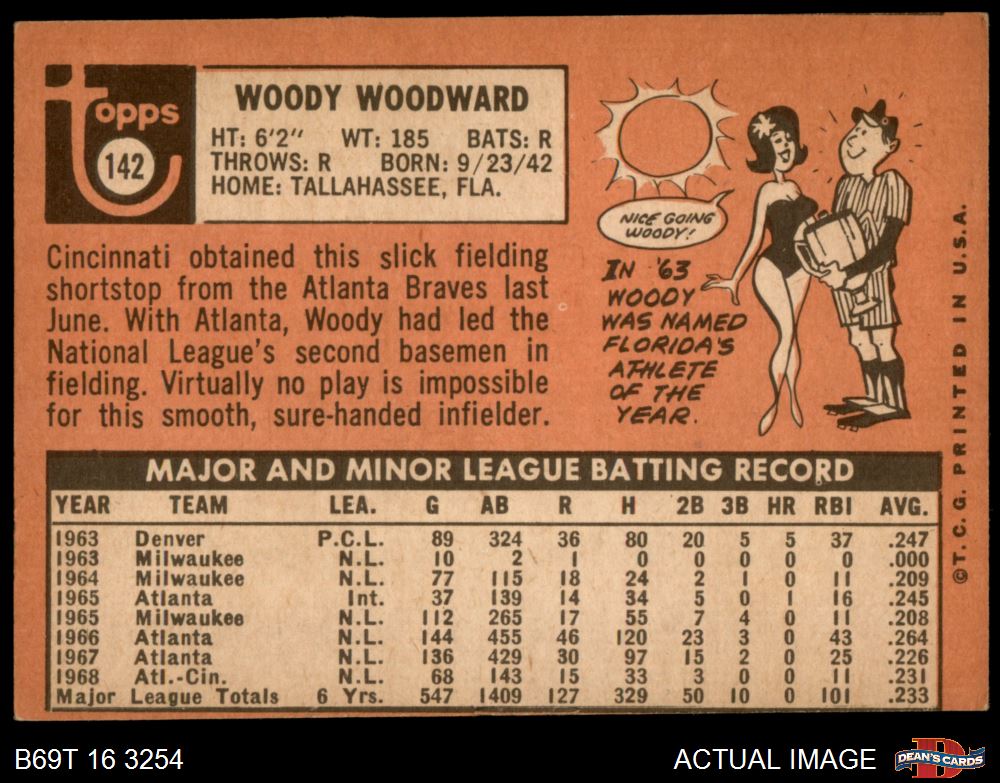 topps
142
WOODY WOODWARD
HT: 6'2" WT: 185 BATS: R
THROWS: R BORN: 9/23/42
HOME: TALLAHASSEE, FLA.
Cincinnati obtained this slick fielding
shortstop from the Atlanta Braves last
June. With Atlanta, Woody had led the
National League's second basemen in
fielding. Virtually no play is impossible
for this smooth, sure-handed infielder.
NICE GOING
WOODY!
IN '63
WOODY
WAS NAMED
FLORIDA'S
ATHLETE
OF THE
YEAR.
MAJOR AND MINOR LEAGUE BATTING RECORD
YEAR TEAM LEA. G AB R H 2B 3B HR RBI AVG.
1963 Denver P.C.L. 89 324 36 80 20 5 5 37 .247
1963 Milwaukee N.L. 10 2 1 0 0 0 0 0 .000
1964 Milwaukee N.L. 77 115 18 24 2 1 0 11 .209
1965 Atlanta Int. 37 139 14 34 5 0 1 16 .245
1965 Milwaukee N.L. 112 265 17 55 7 4 0 11 .208
1966 Atlanta N.L. 144 455 46 120 23 3 0 43 .264
1967 Atlanta N.L. 136 429 30 97 15 2 0 25 .226
1968 Atl.-Cin. N.L. 68 143 15 33 3 0 0 11 .231
Major League Totals 6 Yrs. 547 1409 127 329 50 10 0 101 .233
©T. C. G. PRINTED IN U.S.A.
B69T 16 3254
ACTUAL IMAGE
D
DEAN'S CARDS